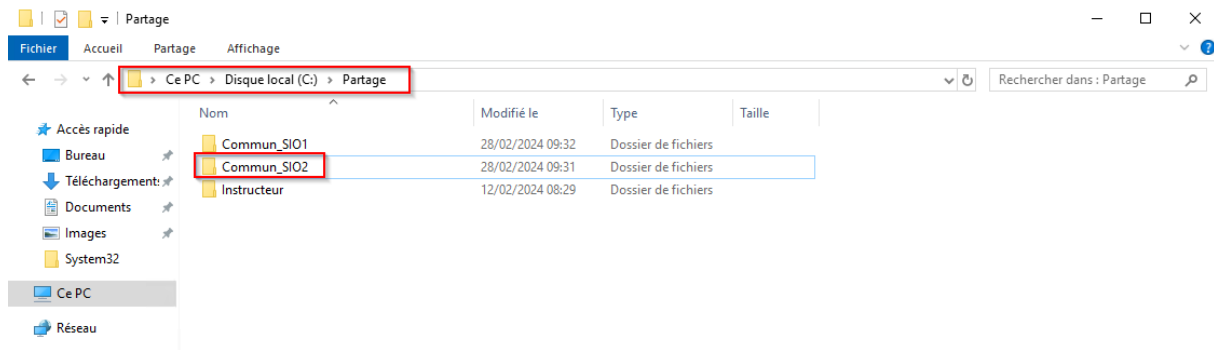 Partage
Fichier Accueil Partage Affichage
Ce PC > Disque local (C:) > Partage
Rechercher dans : Partage
Nom Modifié le Type Taille
Accès rapide
Bureau
Téléchargements
Documents
Images
System32
Ce PC
Réseau
Commun_SIO1 28/02/2024 09:32 Dossier de fichiers
Commun_SIO2 28/02/2024 09:31 Dossier de fichiers
Instructeur 12/02/2024 08:29 Dossier de fichiers